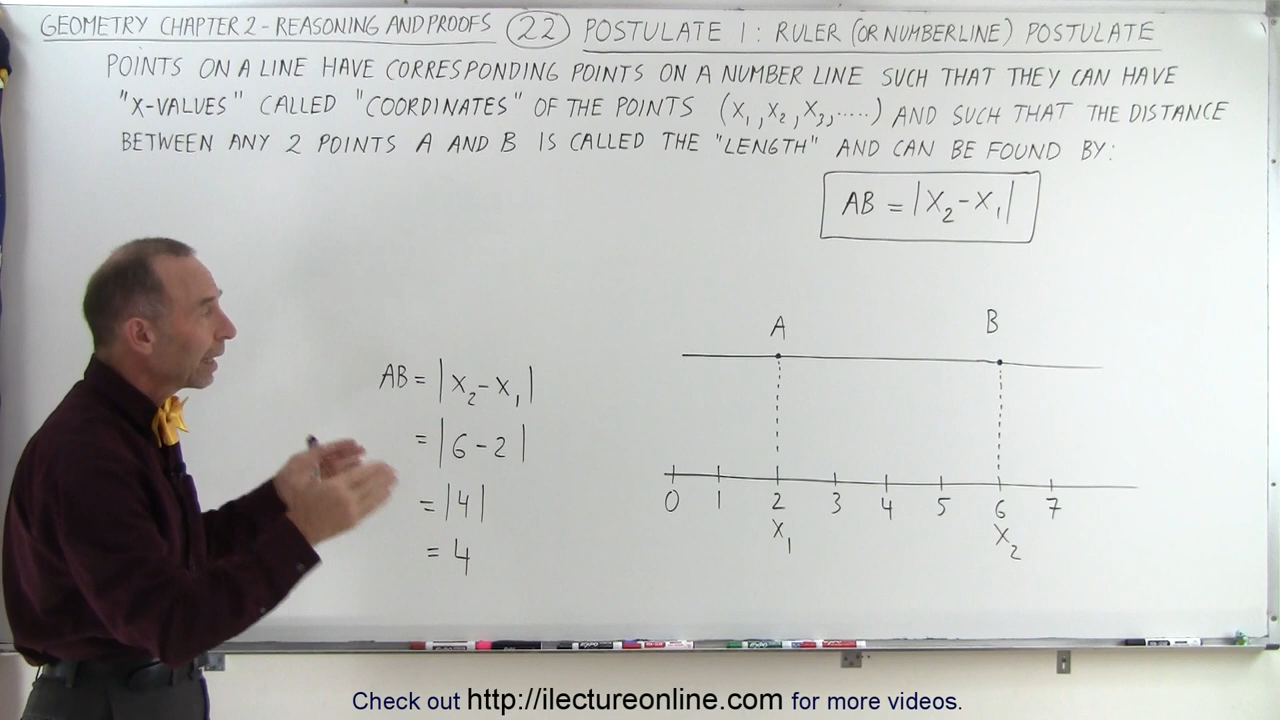 GEOMETRY CHAPTER 2 - REASONING AND PROOFS 22 POSTULATE 1: RULER (OR NUMBERLINE) POSTULATE
POINTS ON A LINE HAVE CORRESPONDING POINTS ON A NUMBER LINE SUCH THAT THEY CAN HAVE
"X-VALUES" CALLED "COORDINATES" OF THE POINTS (X₁, X₂, X₃, .....) AND SUCH THAT THE DISTANCE
BETWEEN ANY 2 POINTS A AND B IS CALLED THE "LENGTH" AND CAN BE FOUND BY:
AB = |X₂ - X₁|
A B
AB = |X₂ - X₁|
= |6 - 2|
= |4|
= 4
0 1 2 3 4 5 6 7
X₁ X₂
Check out http://ilectureonline.com for more videos.